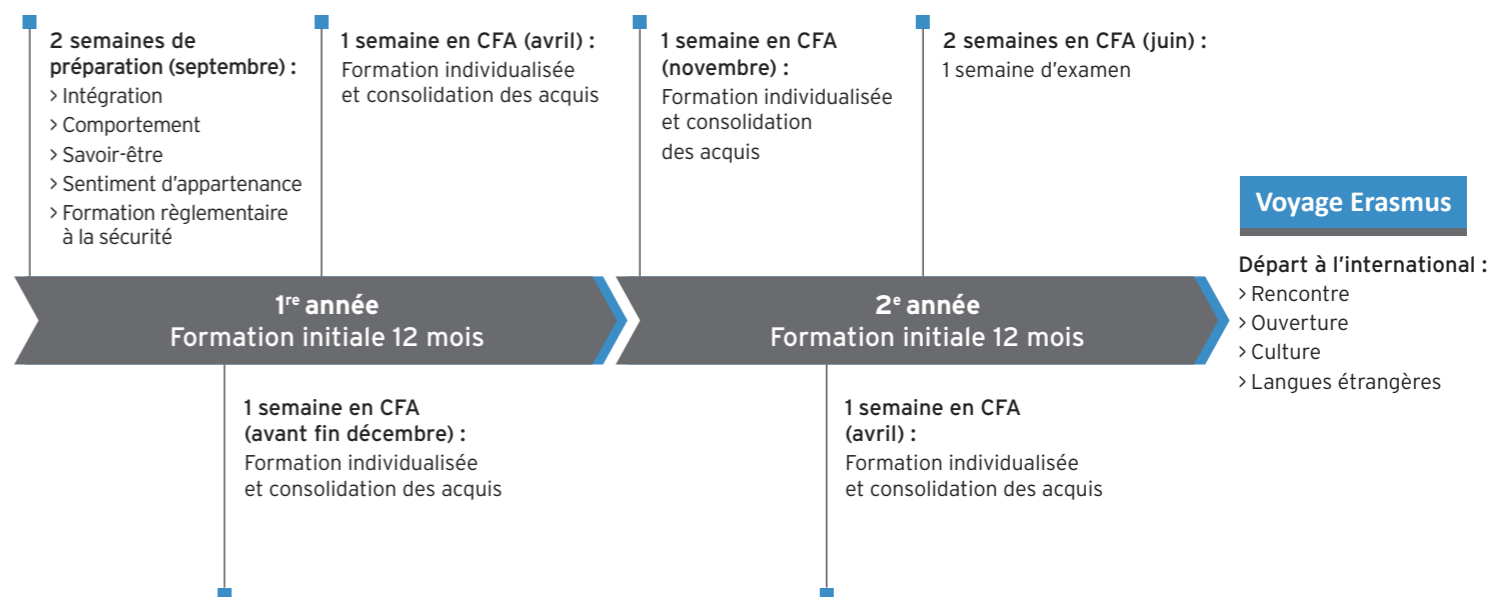 2 semaines de
préparation (septembre) :
> Intégration
> Comportement
> Savoir-être
> Sentiment d'appartenance
> Formation règlementaire
à la sécurité
1 semaine en CFA (avril) :
Formation individualisée
et consolidation des acquis
1 semaine en CFA
(novembre) :
Formation individualisée
et consolidation
des acquis
2 semaines en CFA (juin) :
1 semaine d'examen
1re année
Formation initiale 12 mois
2e année
Formation initiale 12 mois
Voyage Erasmus
Départ à l'international :
> Rencontre
> Ouverture
> Culture
> Langues étrangères
1 semaine en CFA
(avant fin décembre) :
Formation individualisée
et consolidation des acquis
1 semaine en CFA
(avril) :
Formation individualisée
et consolidation des acquis